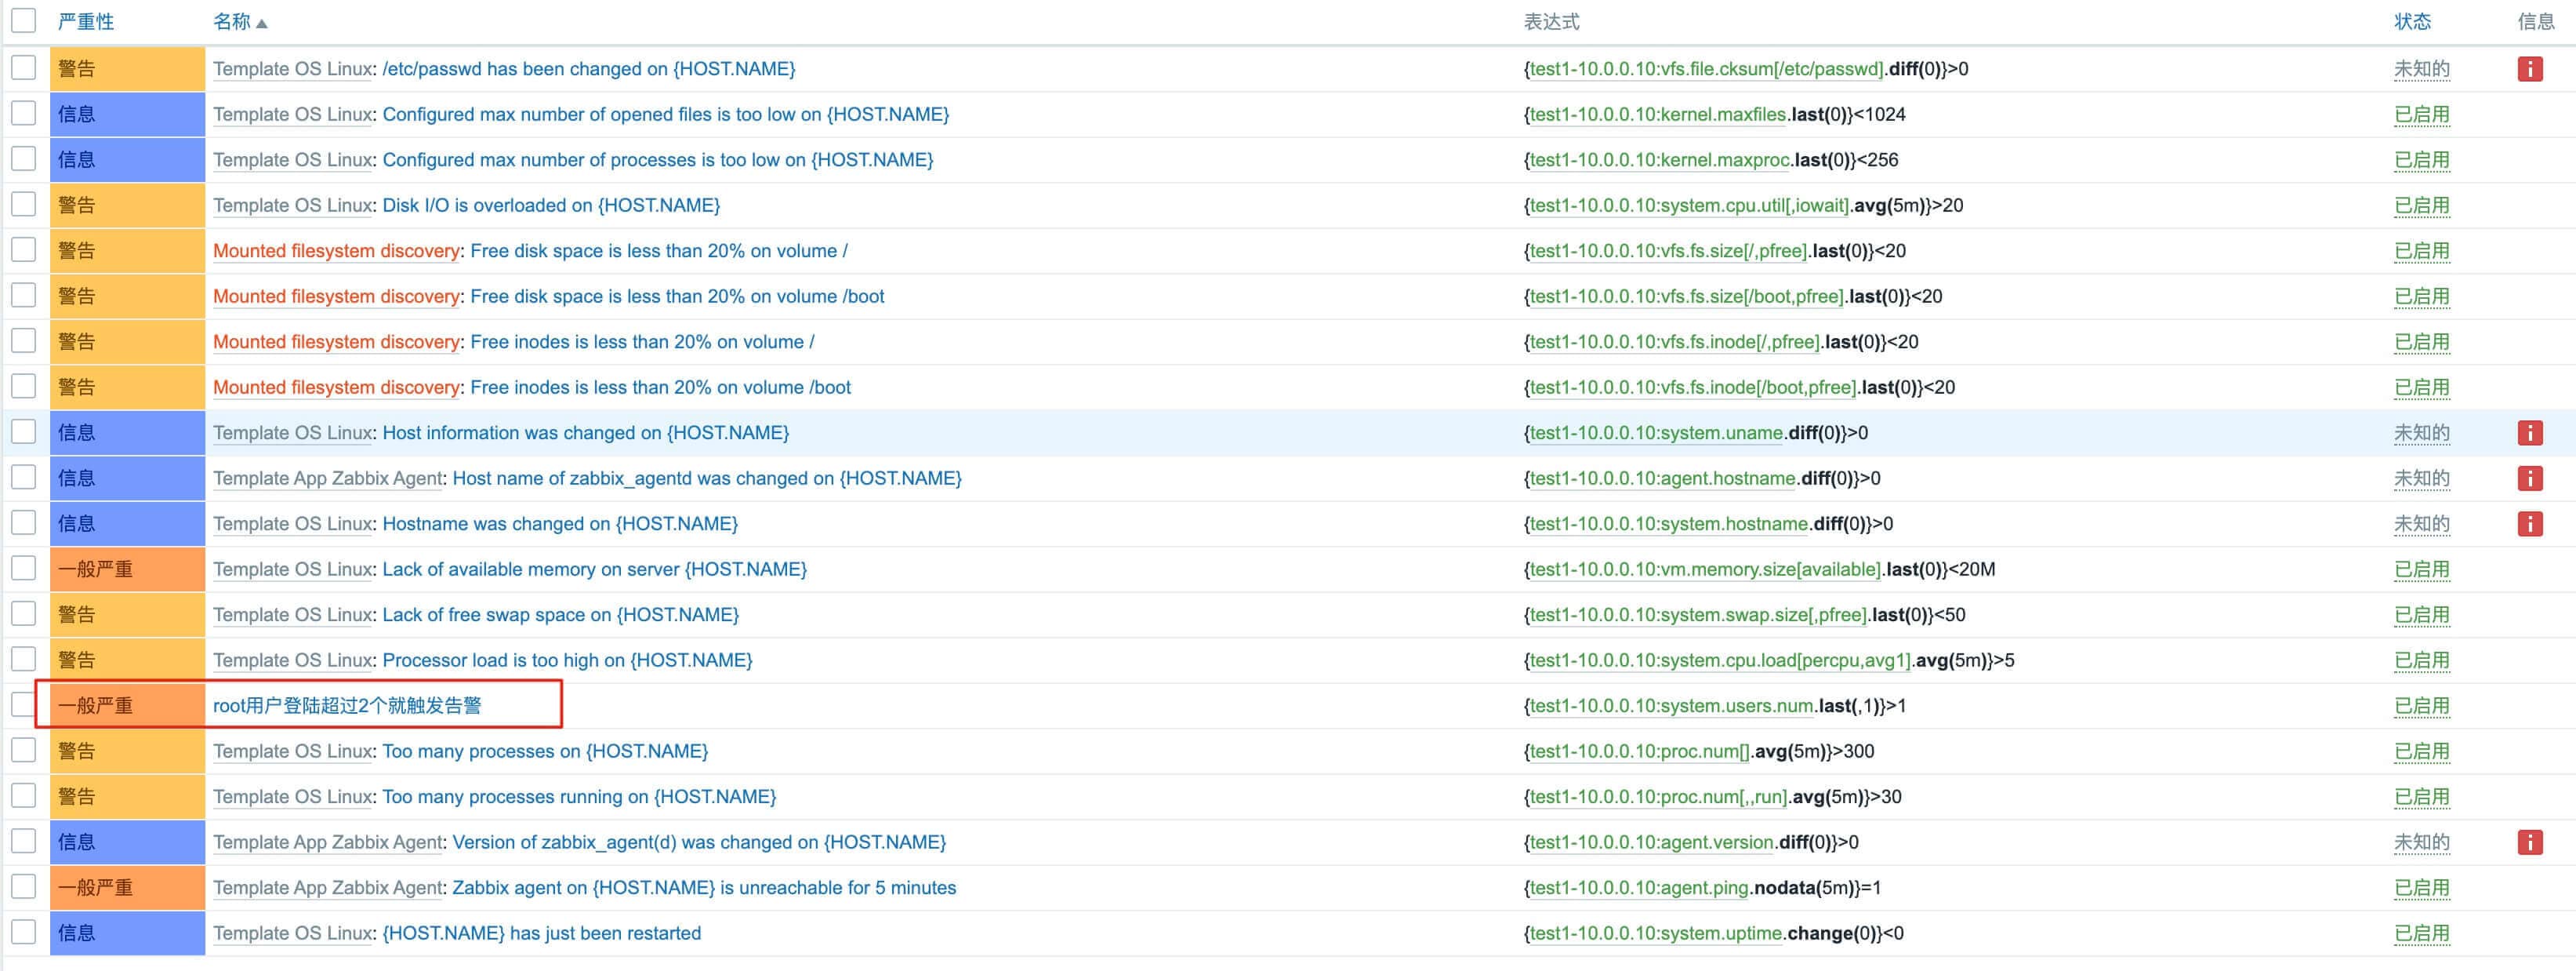 严重性 名称▲ 表达式 状态 信息
警告 Template OS Linux: /etc/passwd has been changed on {HOST.NAME} {test1-10.0.0.10:vfs.file.cksum[/etc/passwd].diff(0)}>0 未知的 i
信息 Template OS Linux: Configured max number of opened files is too low on {HOST.NAME} {test1-10.0.0.10:kernel.maxfiles.last(0)}<1024 已启用
信息 Template OS Linux: Configured max number of processes is too low on {HOST.NAME} {test1-10.0.0.10:kernel.maxproc.last(0)}<256 已启用
警告 Template OS Linux: Disk I/O is overloaded on {HOST.NAME} {test1-10.0.0.10:system.cpu.util[,iowait].avg(5m)}>20 已启用
警告 Mounted filesystem discovery: Free disk space is less than 20% on volume / {test1-10.0.0.10:vfs.fs.size[/,pfree].last(0)}<20 已启用
警告 Mounted filesystem discovery: Free disk space is less than 20% on volume /boot {test1-10.0.0.10:vfs.fs.size[/boot,pfree].last(0)}<20 已启用
警告 Mounted filesystem discovery: Free inodes is less than 20% on volume / {test1-10.0.0.10:vfs.fs.inode[/,pfree].last(0)}<20 已启用
警告 Mounted filesystem discovery: Free inodes is less than 20% on volume /boot {test1-10.0.0.10:vfs.fs.inode[/boot,pfree].last(0)}<20 已启用
信息 Template OS Linux: Host information was changed on {HOST.NAME} {test1-10.0.0.10:system.uname.diff(0)}>0 未知的 i
信息 Template App Zabbix Agent: Host name of zabbix_agentd was changed on {HOST.NAME} {test1-10.0.0.10:agent.hostname.diff(0)}>0 未知的 i
信息 Template OS Linux: Hostname was changed on {HOST.NAME} {test1-10.0.0.10:system.hostname.diff(0)}>0 未知的 i
一般严重 Template OS Linux: Lack of available memory on server {HOST.NAME} {test1-10.0.0.10:vm.memory.size[available].last(0)}<20M 已启用
警告 Template OS Linux: Lack of free swap space on {HOST.NAME} {test1-10.0.0.10:system.swap.size[,pfree].last(0)}<50 已启用
警告 Template OS Linux: Processor load is too high on {HOST.NAME} {test1-10.0.0.10:system.cpu.load[percpu,avg1].avg(5m)}>5 已启用
一般严重 root用户登陆超过2个就触发告警 {test1-10.0.0.10:system.users.num.last(,1)}>1 已启用
警告 Template OS Linux: Too many processes on {HOST.NAME} {test1-10.0.0.10:proc.num[].avg(5m)}>300 已启用
警告 Template OS Linux: Too many processes running on {HOST.NAME} {test1-10.0.0.10:proc.num[,,run].avg(5m)}>30 已启用
信息 Template App Zabbix Agent: Version of zabbix_agent(d) was changed on {HOST.NAME} {test1-10.0.0.10:agent.version.diff(0)}>0 未知的 i
一般严重 Template App Zabbix Agent: Zabbix agent on {HOST.NAME} is unreachable for 5 minutes {test1-10.0.0.10:agent.ping.nodata(5m)}=1 已启用
信息 Template OS Linux: {HOST.NAME} has just been restarted {test1-10.0.0.10:system.uptime.change(0)}<0 已启用